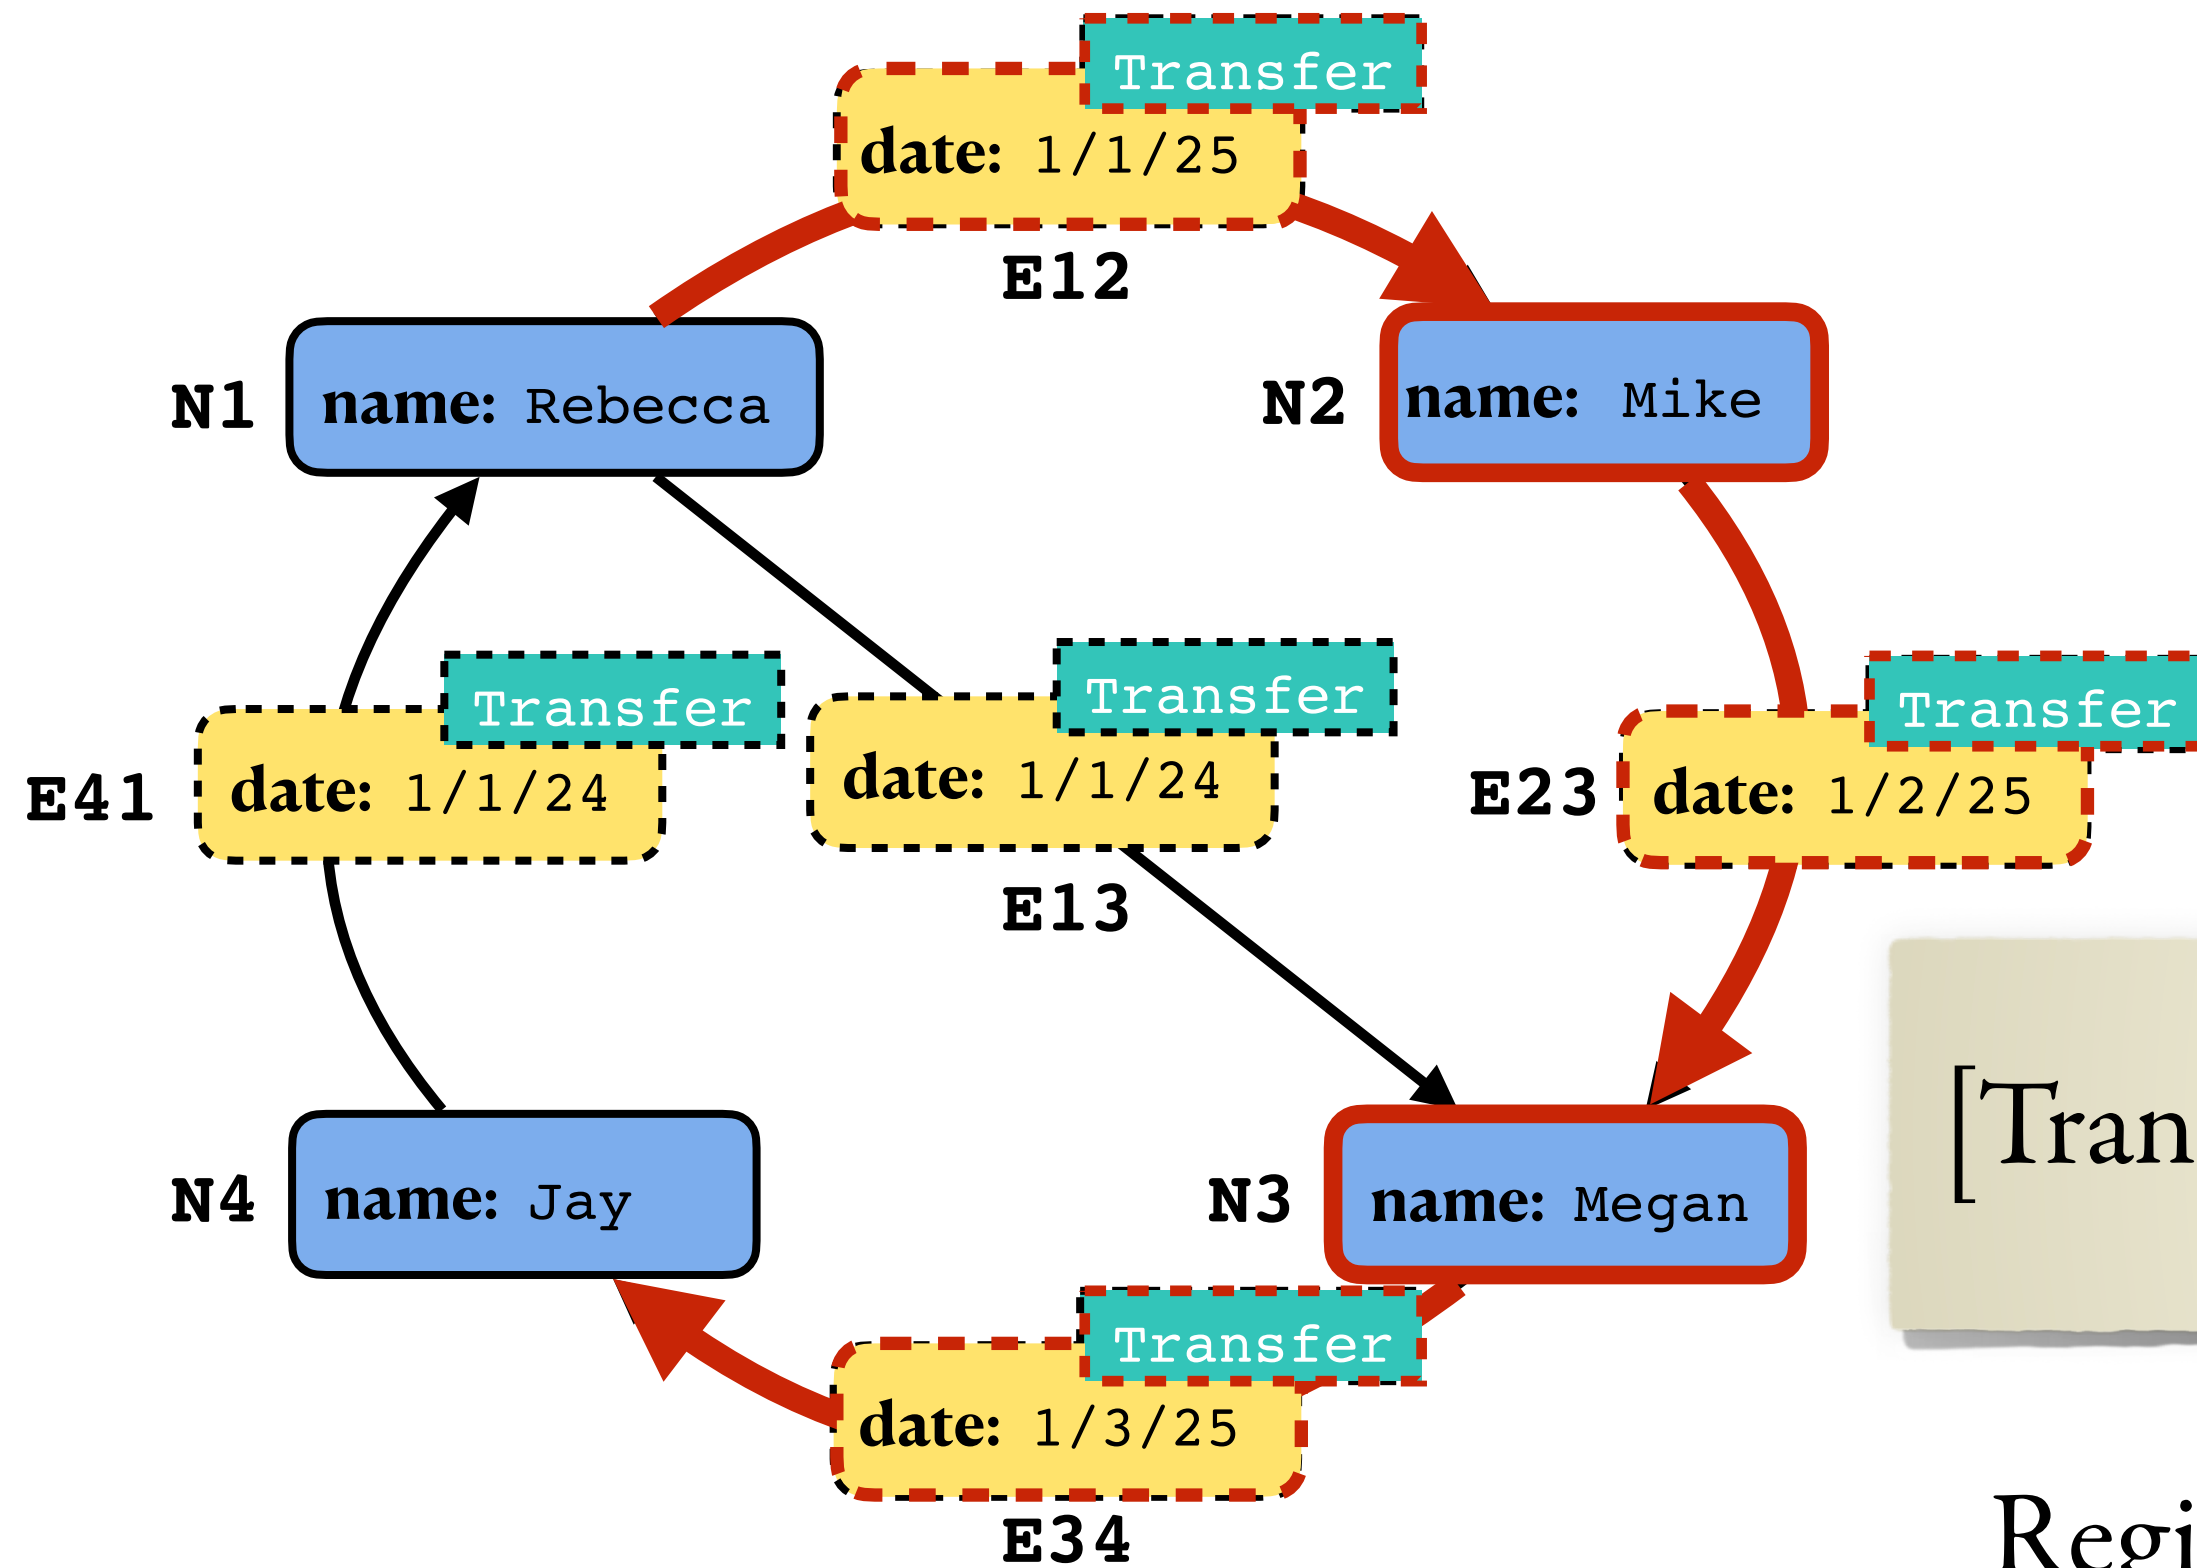 Transfer
date: 1/1/25
E12
N1
name: Rebecca
N2
name: Mike
Transfer
E41
date: 1/1/24
Transfer
date: 1/1/24
E13
Transfer
E23
date: 1/2/25
[Tran
N4
name: Jay
N3
name: Megan
Transfer
date: 1/3/25
E34
Regi